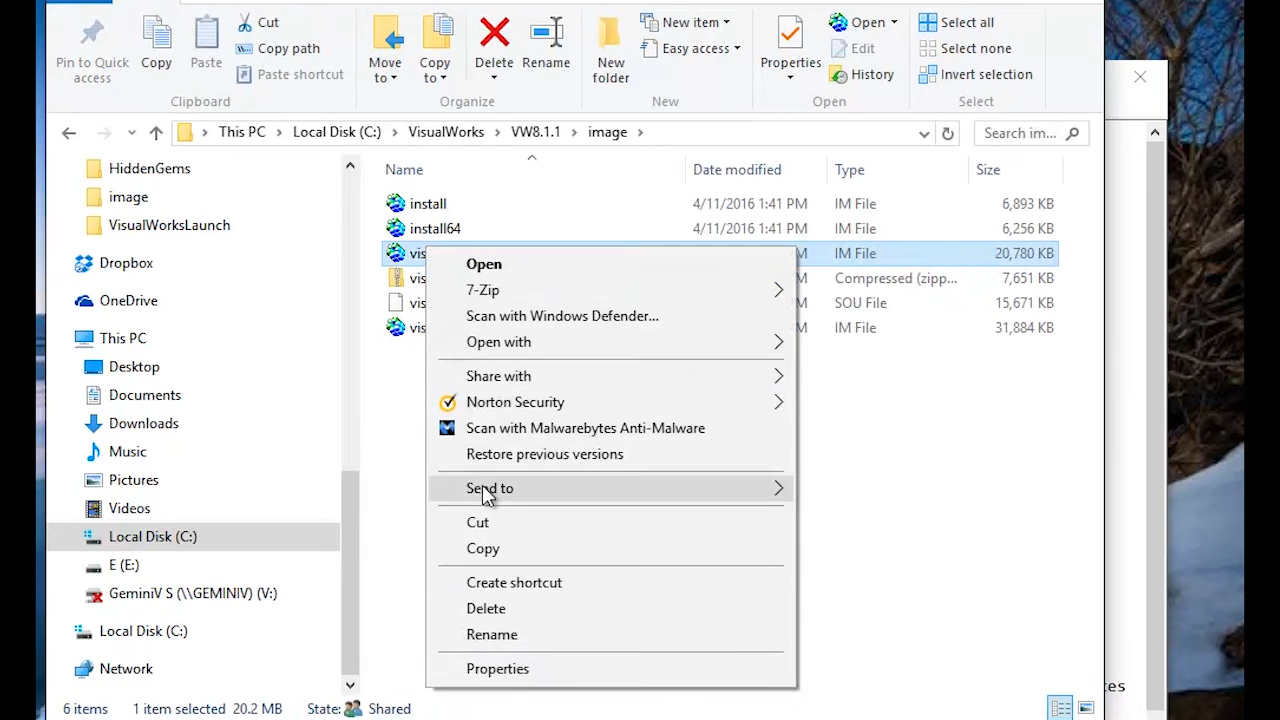 Pin to Quick access
Copy
Paste
Cut
Copy path
Paste shortcut
Clipboard
Move to
Copy to
Delete
Rename
Organize
New folder
New item
Easy access
New
Properties
Open
Edit
History
Open
Select all
Select none
Invert selection
Select
This PC
Local Disk (C:)
VisualWorks
VW8.1.1
image
Search im...
HiddenGems
image
VisualWorksLaunch
Dropbox
OneDrive
This PC
Desktop
Documents
Downloads
Music
Pictures
Videos
Local Disk (C:)
E (E:)
GeminiV S (\\GEMINIV) (V:)
Local Disk (C:)
Network
Name Date modified Type Size
install 4/11/2016 1:41 PM IM File 6,893 KB
install64 4/11/2016 1:41 PM IM File 6,256 KB
vis M IM File 20,780 KB
vis M Compressed (zipp... 7,651 KB
vis M SOU File 15,671 KB
vis M IM File 31,884 KB
Open
7-Zip
Scan with Windows Defender...
Open with
Share with
Norton Security
Scan with Malwarebytes Anti-Malware
Restore previous versions
Send to
Cut
Copy
Create shortcut
Delete
Rename
Properties
6 items 1 item selected 20.2 MB State: Shared